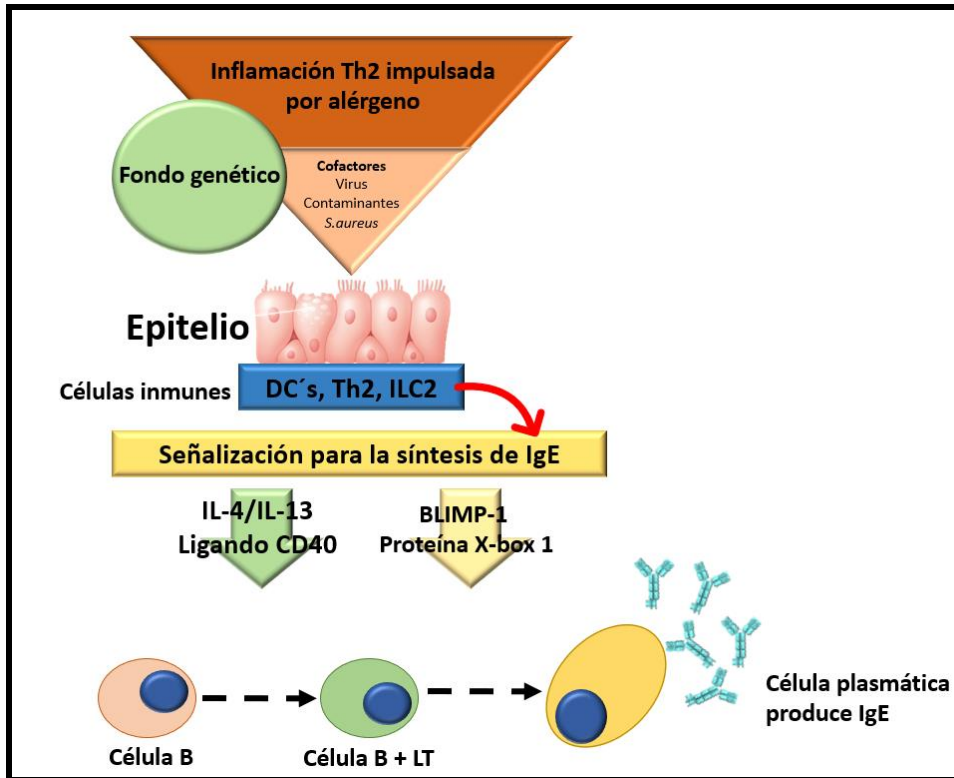 Inflamación Th2 impulsada
por alérgeno
Fondo genético
Cofactores
Virus
Contaminantes
S.aureus
Epitelio
Células inmunes
DC´s, Th2, ILC2
Señalización para la síntesis de IgE
IL-4/IL-13
Ligando CD40
BLIMP-1
Proteína X-box 1
Célula B
Célula B + LT
Célula plasmática
produce IgE